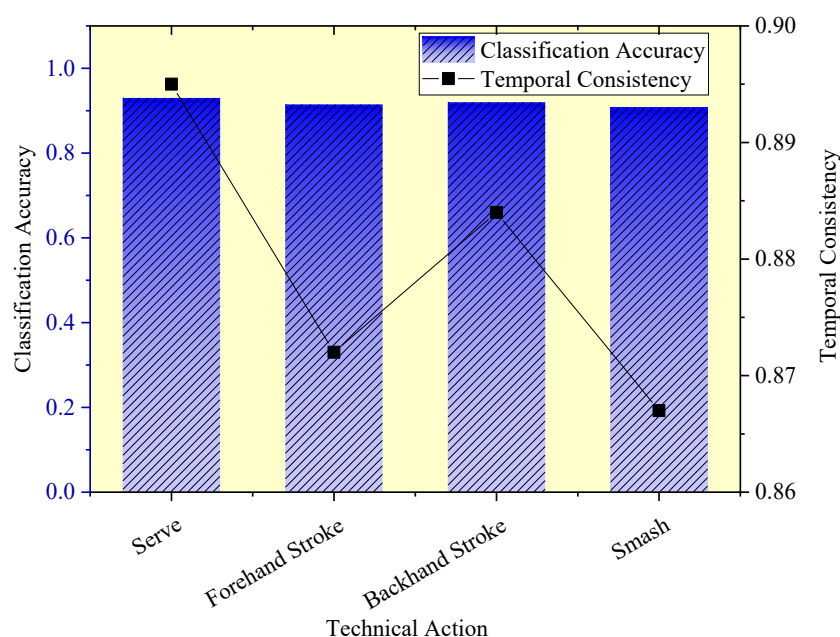 Classification Accuracy
Temporal Consistency
1.0
0.8
0.6
0.4
0.2
0.0
Classification Accuracy
0.90
0.89
0.88
0.87
0.86
Temporal Consistency
Serve
Forehand Stroke
Backhand Stroke
Smash
Technical Action